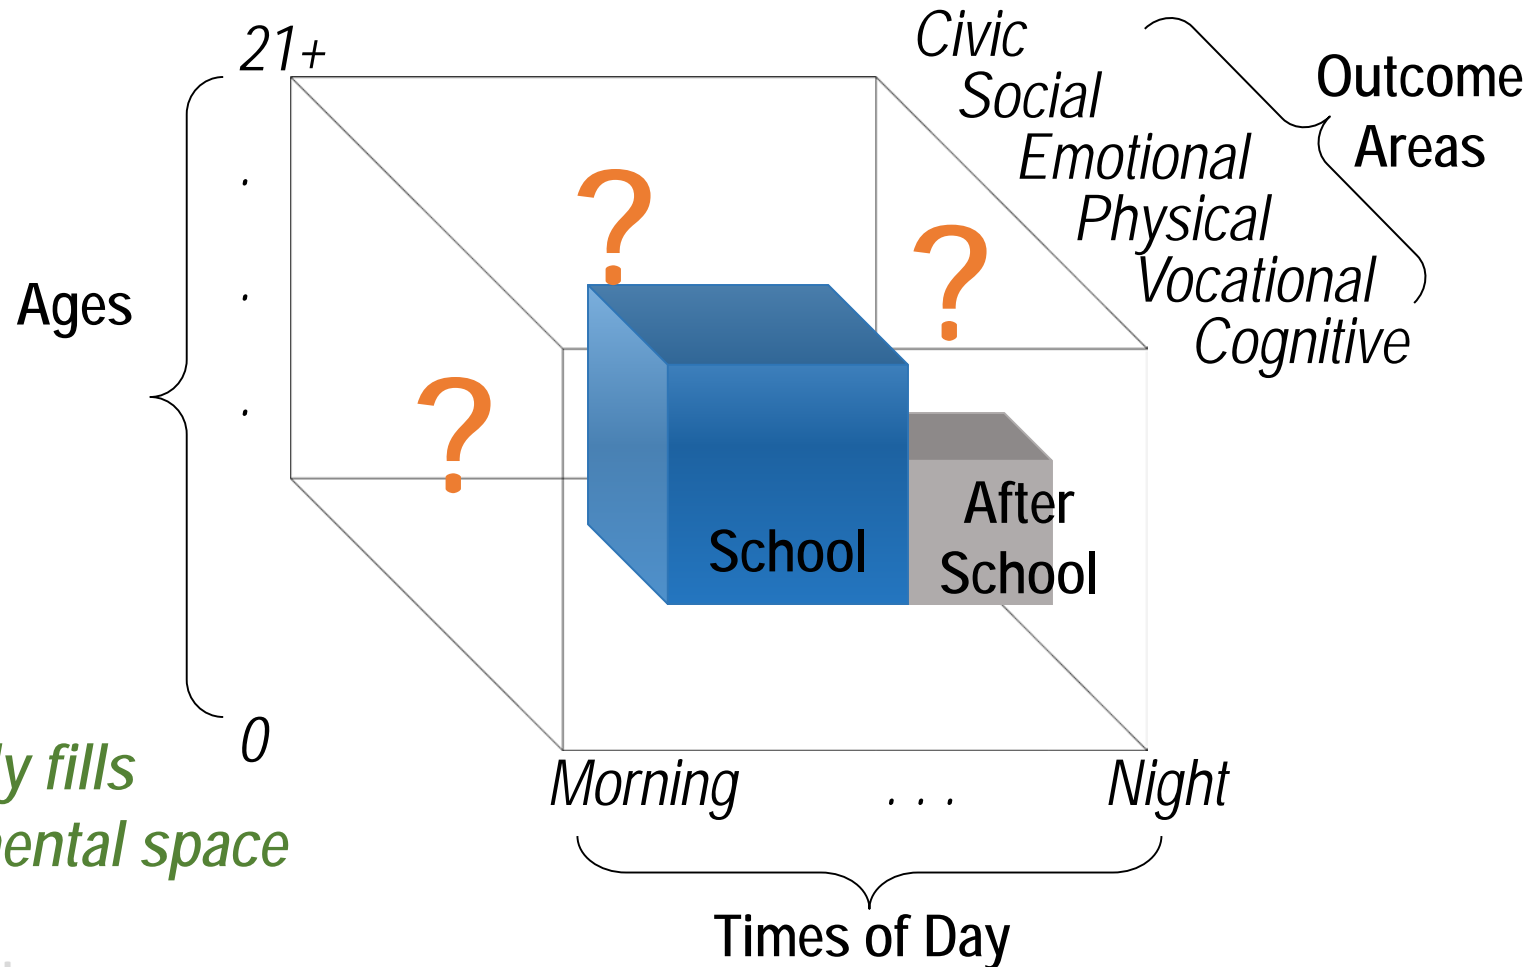 21+
Civic
Social
Emotional
Physical
Vocational
Cognitive
Outcome
Areas
.
.
.
Ages
?
?
?
School
After
School
0
fills
space
Morning . . . Night
Times of Day